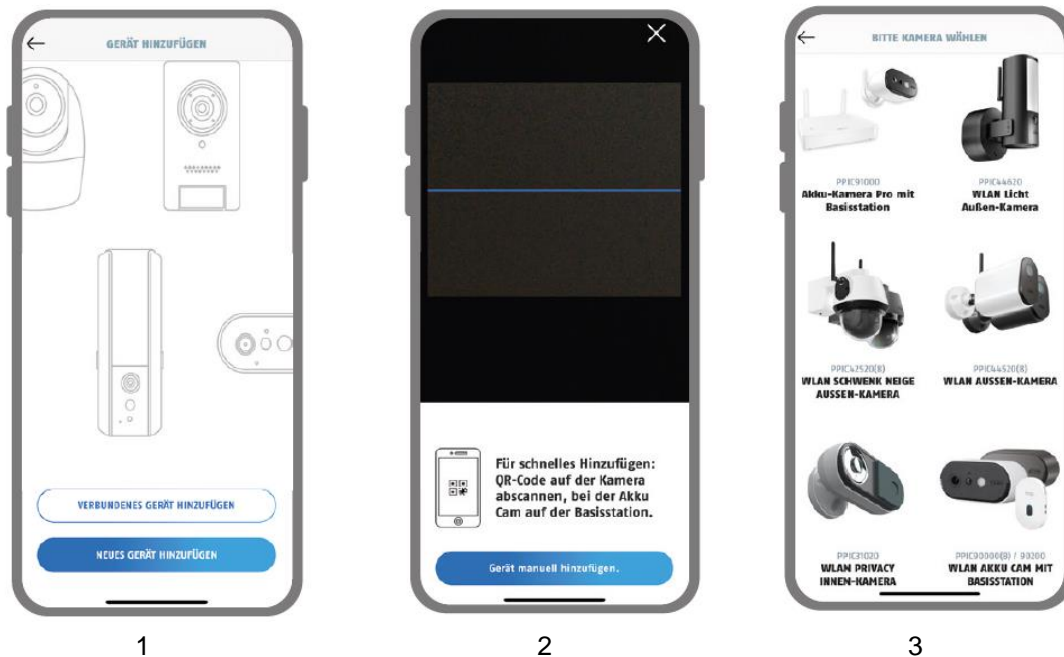 GERÄT HINZUFÜGEN
VERBUNDENES GERÄT HINZUFÜGEN
NEUES GERÄT HINZUFÜGEN
1
Für schnelles Hinzufügen:
QR-Code auf der Kamera
abscannen, bei der Akku
Cam auf der Basisstation.
Gerät manuell hinzufügen.
2
BITTE KAMERA WÄHLEN
PPIC91000
Akku-Kamera Pro mit
Basisstation
PPIC44620
WLAN Licht
Außen-Kamera
PPIC42520(B)
WLAN SCHWENK NEIGE
AUSSEN-KAMERA
PPIC44520(B)
WLAN AUSSEN-KAMERA
PPIC31020
WLAM PRIVACY
INNEM-KAMERA
PPIC90000(B) / 90200
WLAN AKKU CAM MIT
BASISSTATION
3